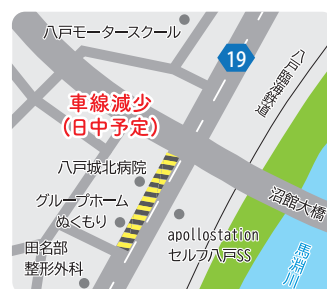 八戸モータースクール
19
八戸臨海鉄道
車線減少
(日中予定)
八戸城北病院
グループホーム
ぬくもり
沼館大橋
田名部
整形外科
apollostation
セルフ八戸SS
馬淵川